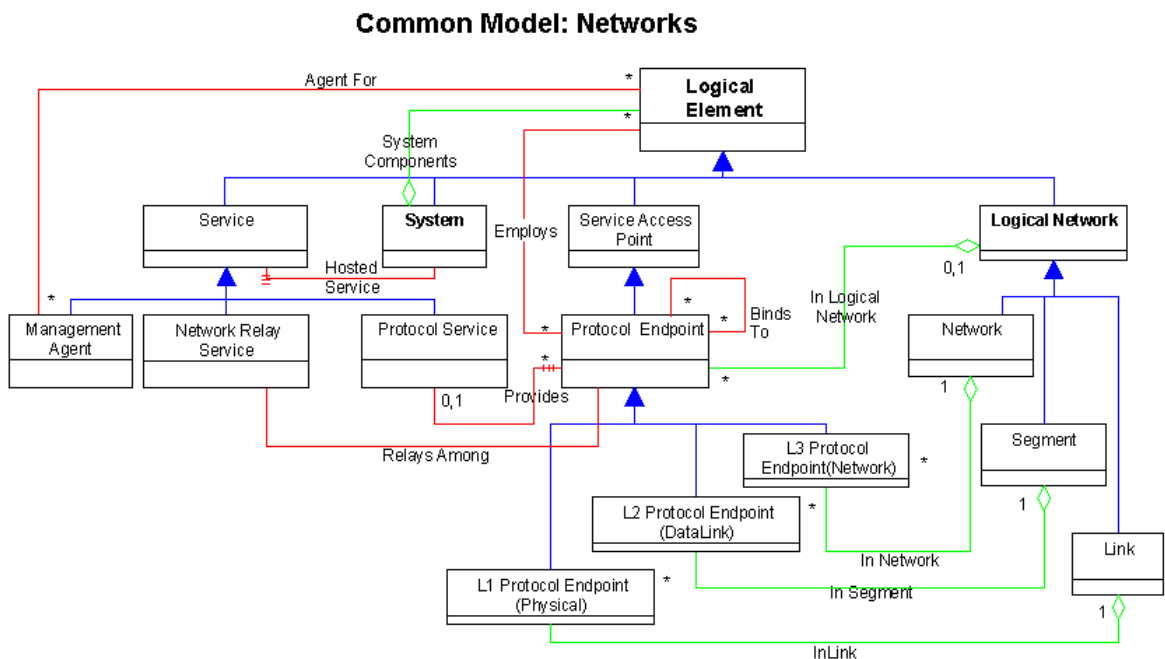 Common Model: Networks
Agent For
*
Logical
Element
*
System
Components
Service
System
Employs
Service Access
Point
Logical Network
0,1
Hosted
Service
In Logical
Network
*
Management
Agent
Network Relay
Service
Protocol Service
*
Protocol Endpoint
*
*
Binds
To
Network
*
*
0,1
Provides
1
Relays Among
L3 Protocol
Endpoint(Network)
*
Segment
L2 Protocol Endpoint
(DataLink)
*
1
In Network
Link
L1 Protocol Endpoint
(Physical)
*
In Segment
1
InLink